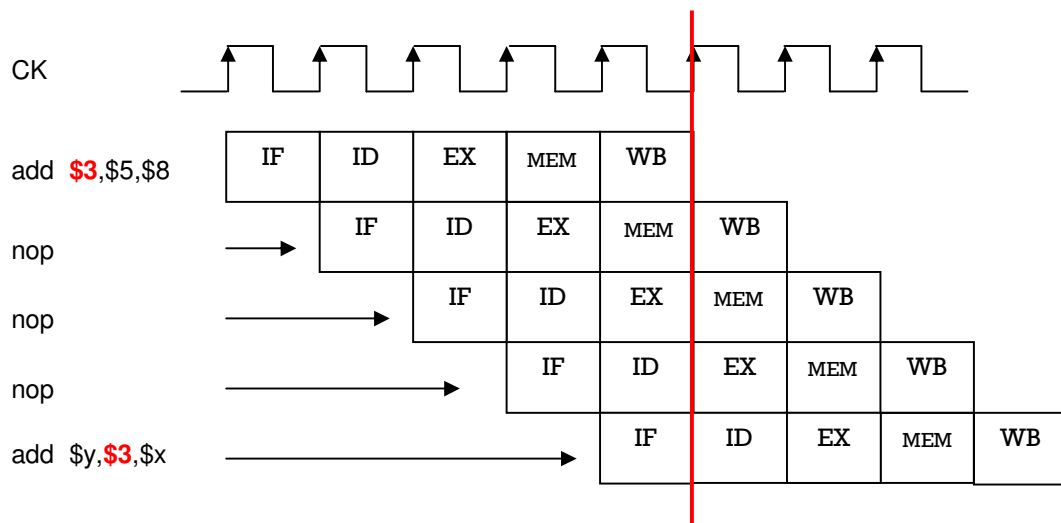 CK
add $3,$5,$8 IF ID EX MEM WB
nop IF ID EX MEM WB
nop IF ID EX MEM WB
nop IF ID EX MEM WB
add $y,$3,$x IF ID EX MEM WB